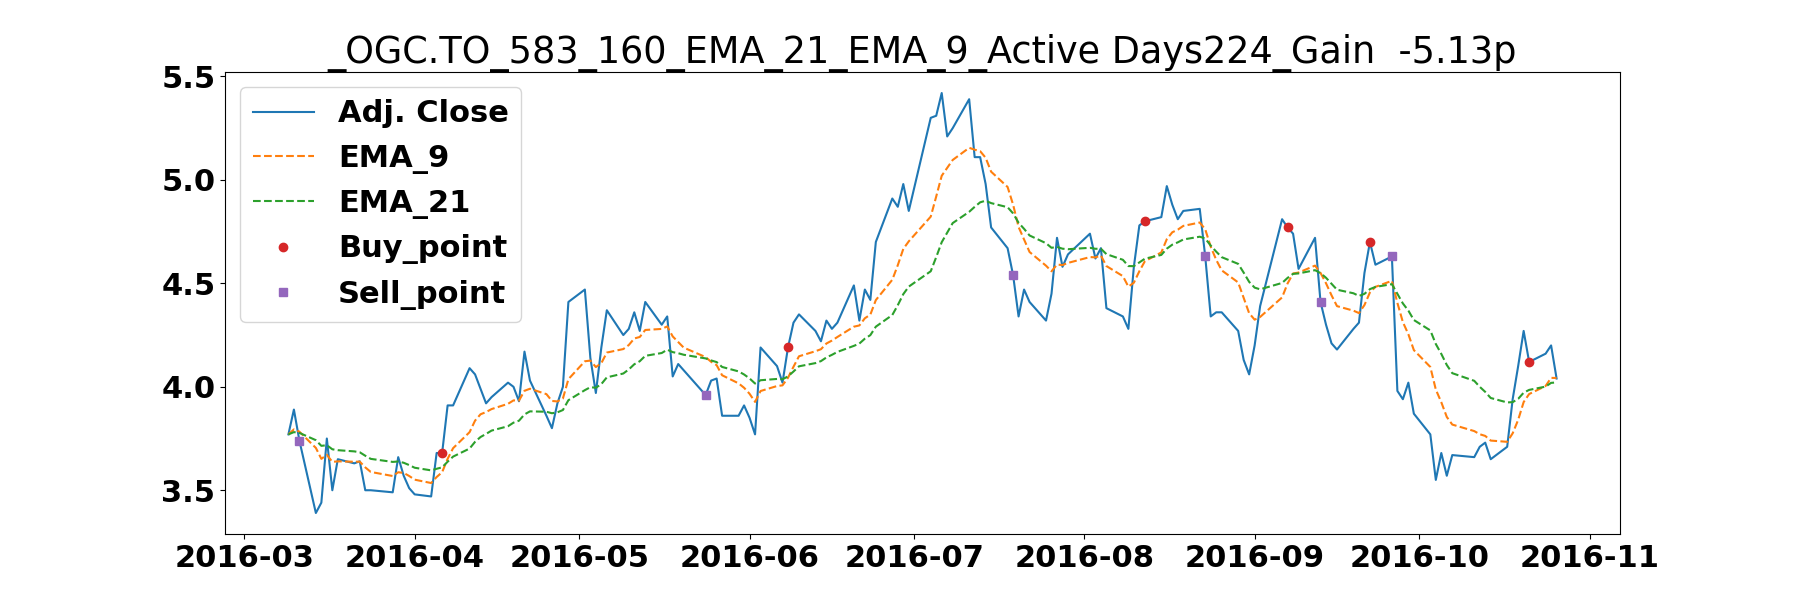 _OGC.TO_583_160_EMA_21_EMA_9_Active Days224_Gain  -5.13p
5.5
5.0
4.5
4.0
3.5
Adj. Close
EMA_9
EMA_21
Buy_point
Sell_point
2016-03 2016-04 2016-05 2016-06 2016-07 2016-08 2016-09 2016-10 2016-11